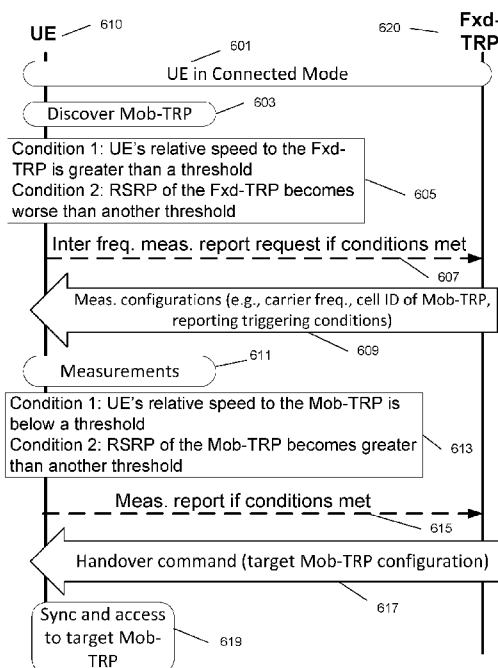 UE
610
620
Fxd-
TRP
601
UE in Connected Mode
Discover Mob-TRP
603
Condition 1: UE's relative speed to the Fxd-
TRP is greater than a threshold
Condition 2: RSRP of the Fxd-TRP becomes
worse than another threshold
605
Inter freq. meas. report request if conditions met
607
Meas. configurations (e.g., carrier freq., cell ID of Mob-TRP,
reporting triggering conditions)
609
Measurements
611
Condition 1: UE's relative speed to the Mob-TRP is
below a threshold
Condition 2: RSRP of the Mob-TRP becomes greater
than another threshold
613
Meas. report if conditions met
615
Handover command (target Mob-TRP configuration)
617
Sync and access
to target Mob-
TRP
619